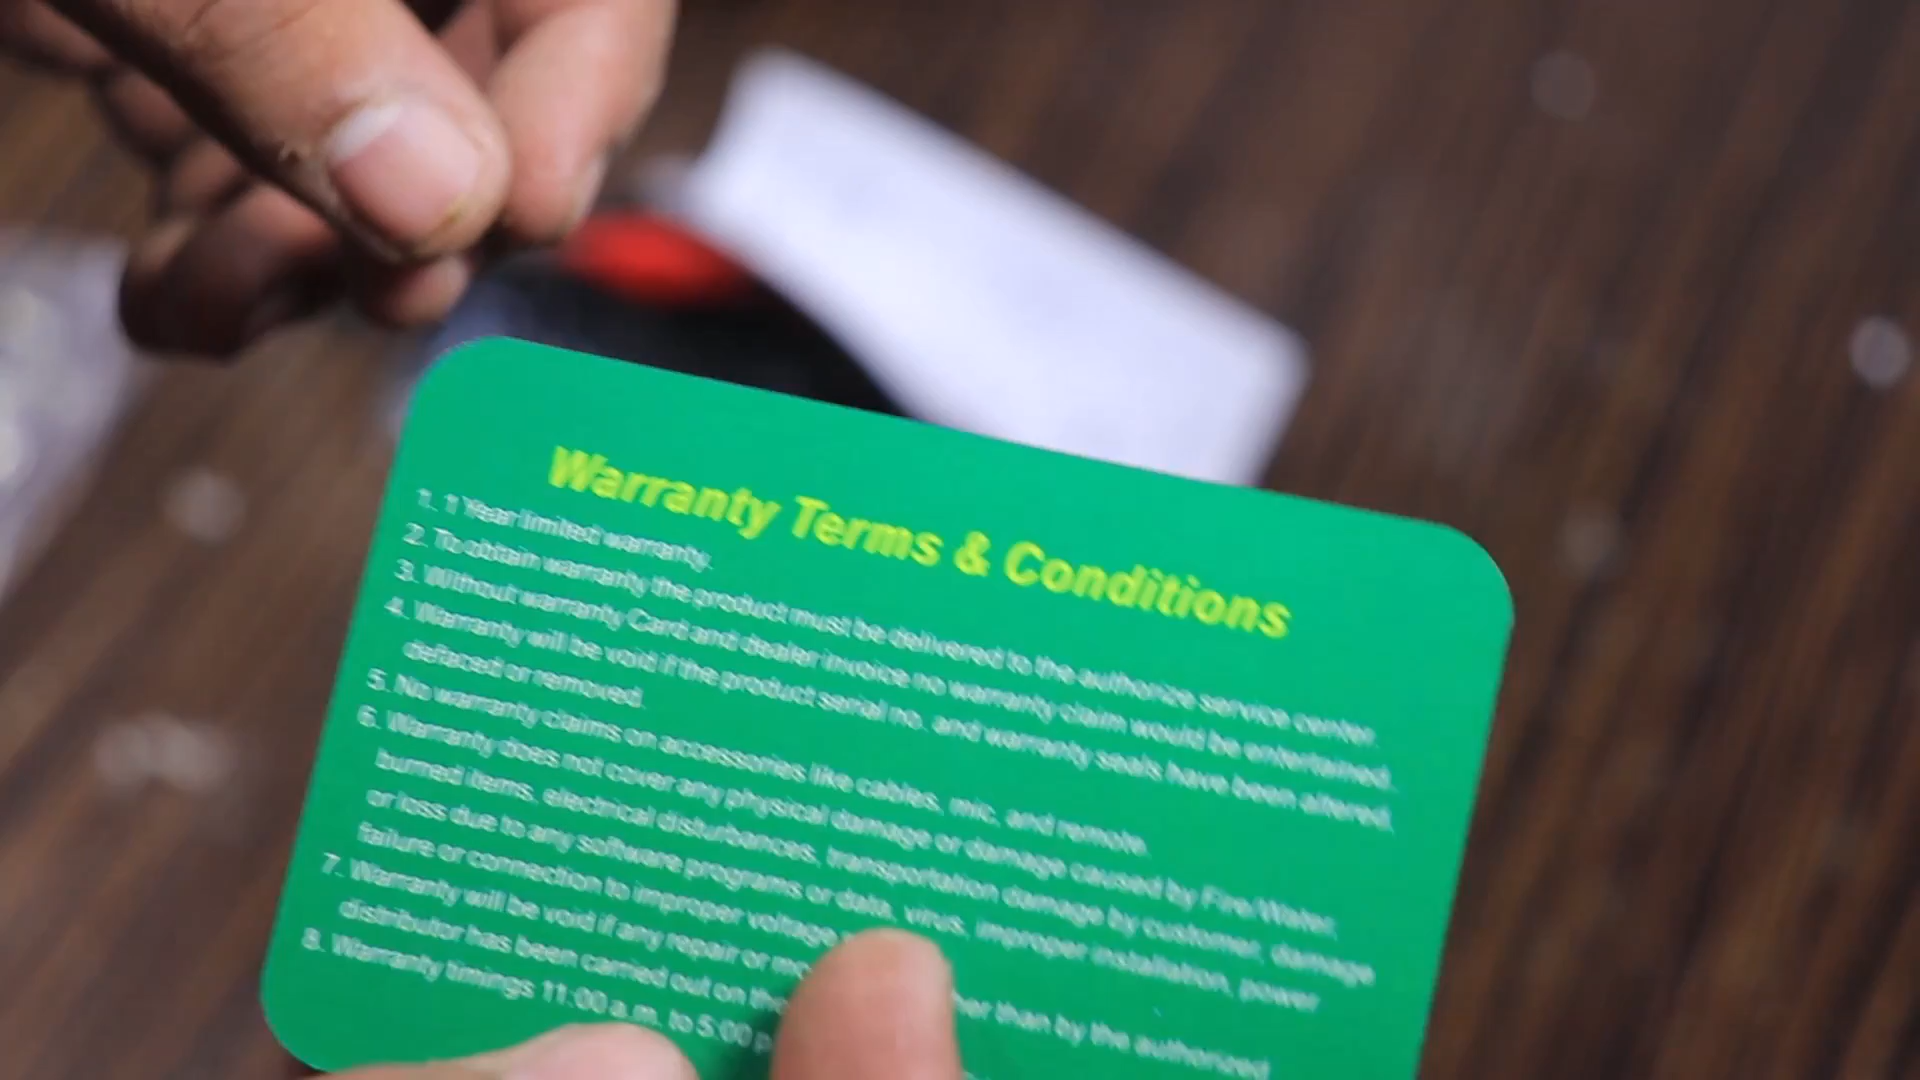 Warranty Terms & Conditions
1. 1 Year limited warranty.
2. To obtain warranty the product must be delivered to the authorize service center.
3. Without warranty Card and dealer invoice no warranty claim would be entertained.
4. Warranty will be void if the product serial no. and warranty seals have been altered,
defaced or removed.
5. No warranty claims on accessories like cables, mic, and remote.
6. Warranty does not cover any physical damage or damage caused by Fire/Water,
burned items, electrical disturbances, transportation damage by customer, damage
or loss due to any software programs or data, virus, improper installation, power
failure or connection to improper voltage
7. Warranty will be void if any repair or than by the authorized
distributor has been carried out on the
8. Warranty timings 11:00 a.m. to 5:00